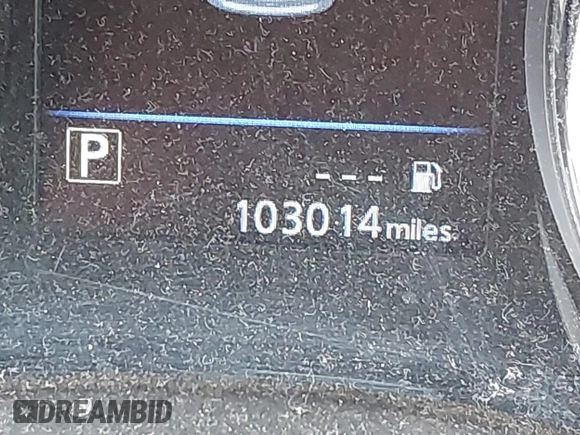 P
---
103014 miles
DREAMBID